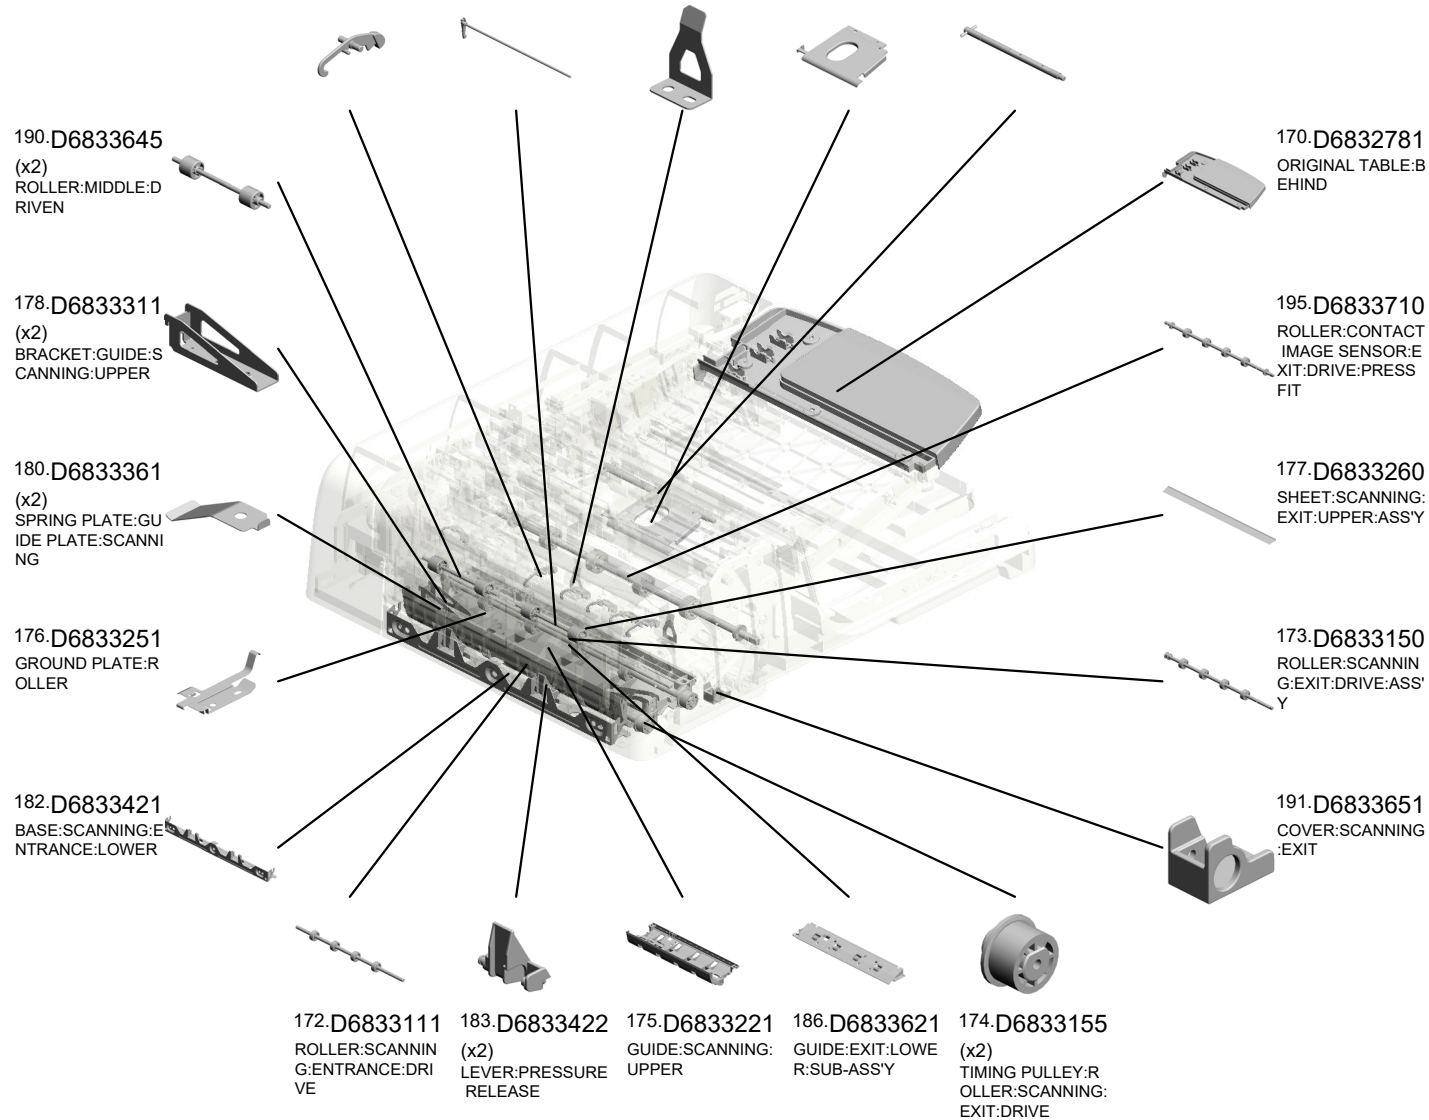 190.D6833645
(x2)
ROLLER:MIDDLE:D
RIVEN
178.D6833311
(x2)
BRACKET:GUIDE:S
CANNING:UPPER
180.D6833361
(x2)
SPRING PLATE:GU
IDE PLATE:SCANNI
NG
176.D6833251
GROUND PLATE:R
OLLER
182.D6833421
BASE:SCANNING:E
NTRANCE:LOWER
170.D6832781
ORIGINAL TABLE:B
EHIND
195.D6833710
ROLLER:CONTACT
IMAGE SENSOR:E
XIT:DRIVE:PRESS
FIT
177.D6833260
SHEET:SCANNING:
EXIT:UPPER:ASS'Y
173.D6833150
ROLLER:SCANNIN
G:EXIT:DRIVE:ASS'
Y
191.D6833651
COVER:SCANNING
:EXIT
172.D6833111
ROLLER:SCANNIN
G:ENTRANCE:DRI
VE
183.D6833422
(x2)
LEVER:PRESSURE
RELEASE
175.D6833221
GUIDE:SCANNING:
UPPER
186.D6833621
GUIDE:EXIT:LOWE
R:SUB-ASS'Y
174.D6833155
(x2)
TIMING PULLEY:R
OLLER:SCANNING:
EXIT:DRIVE